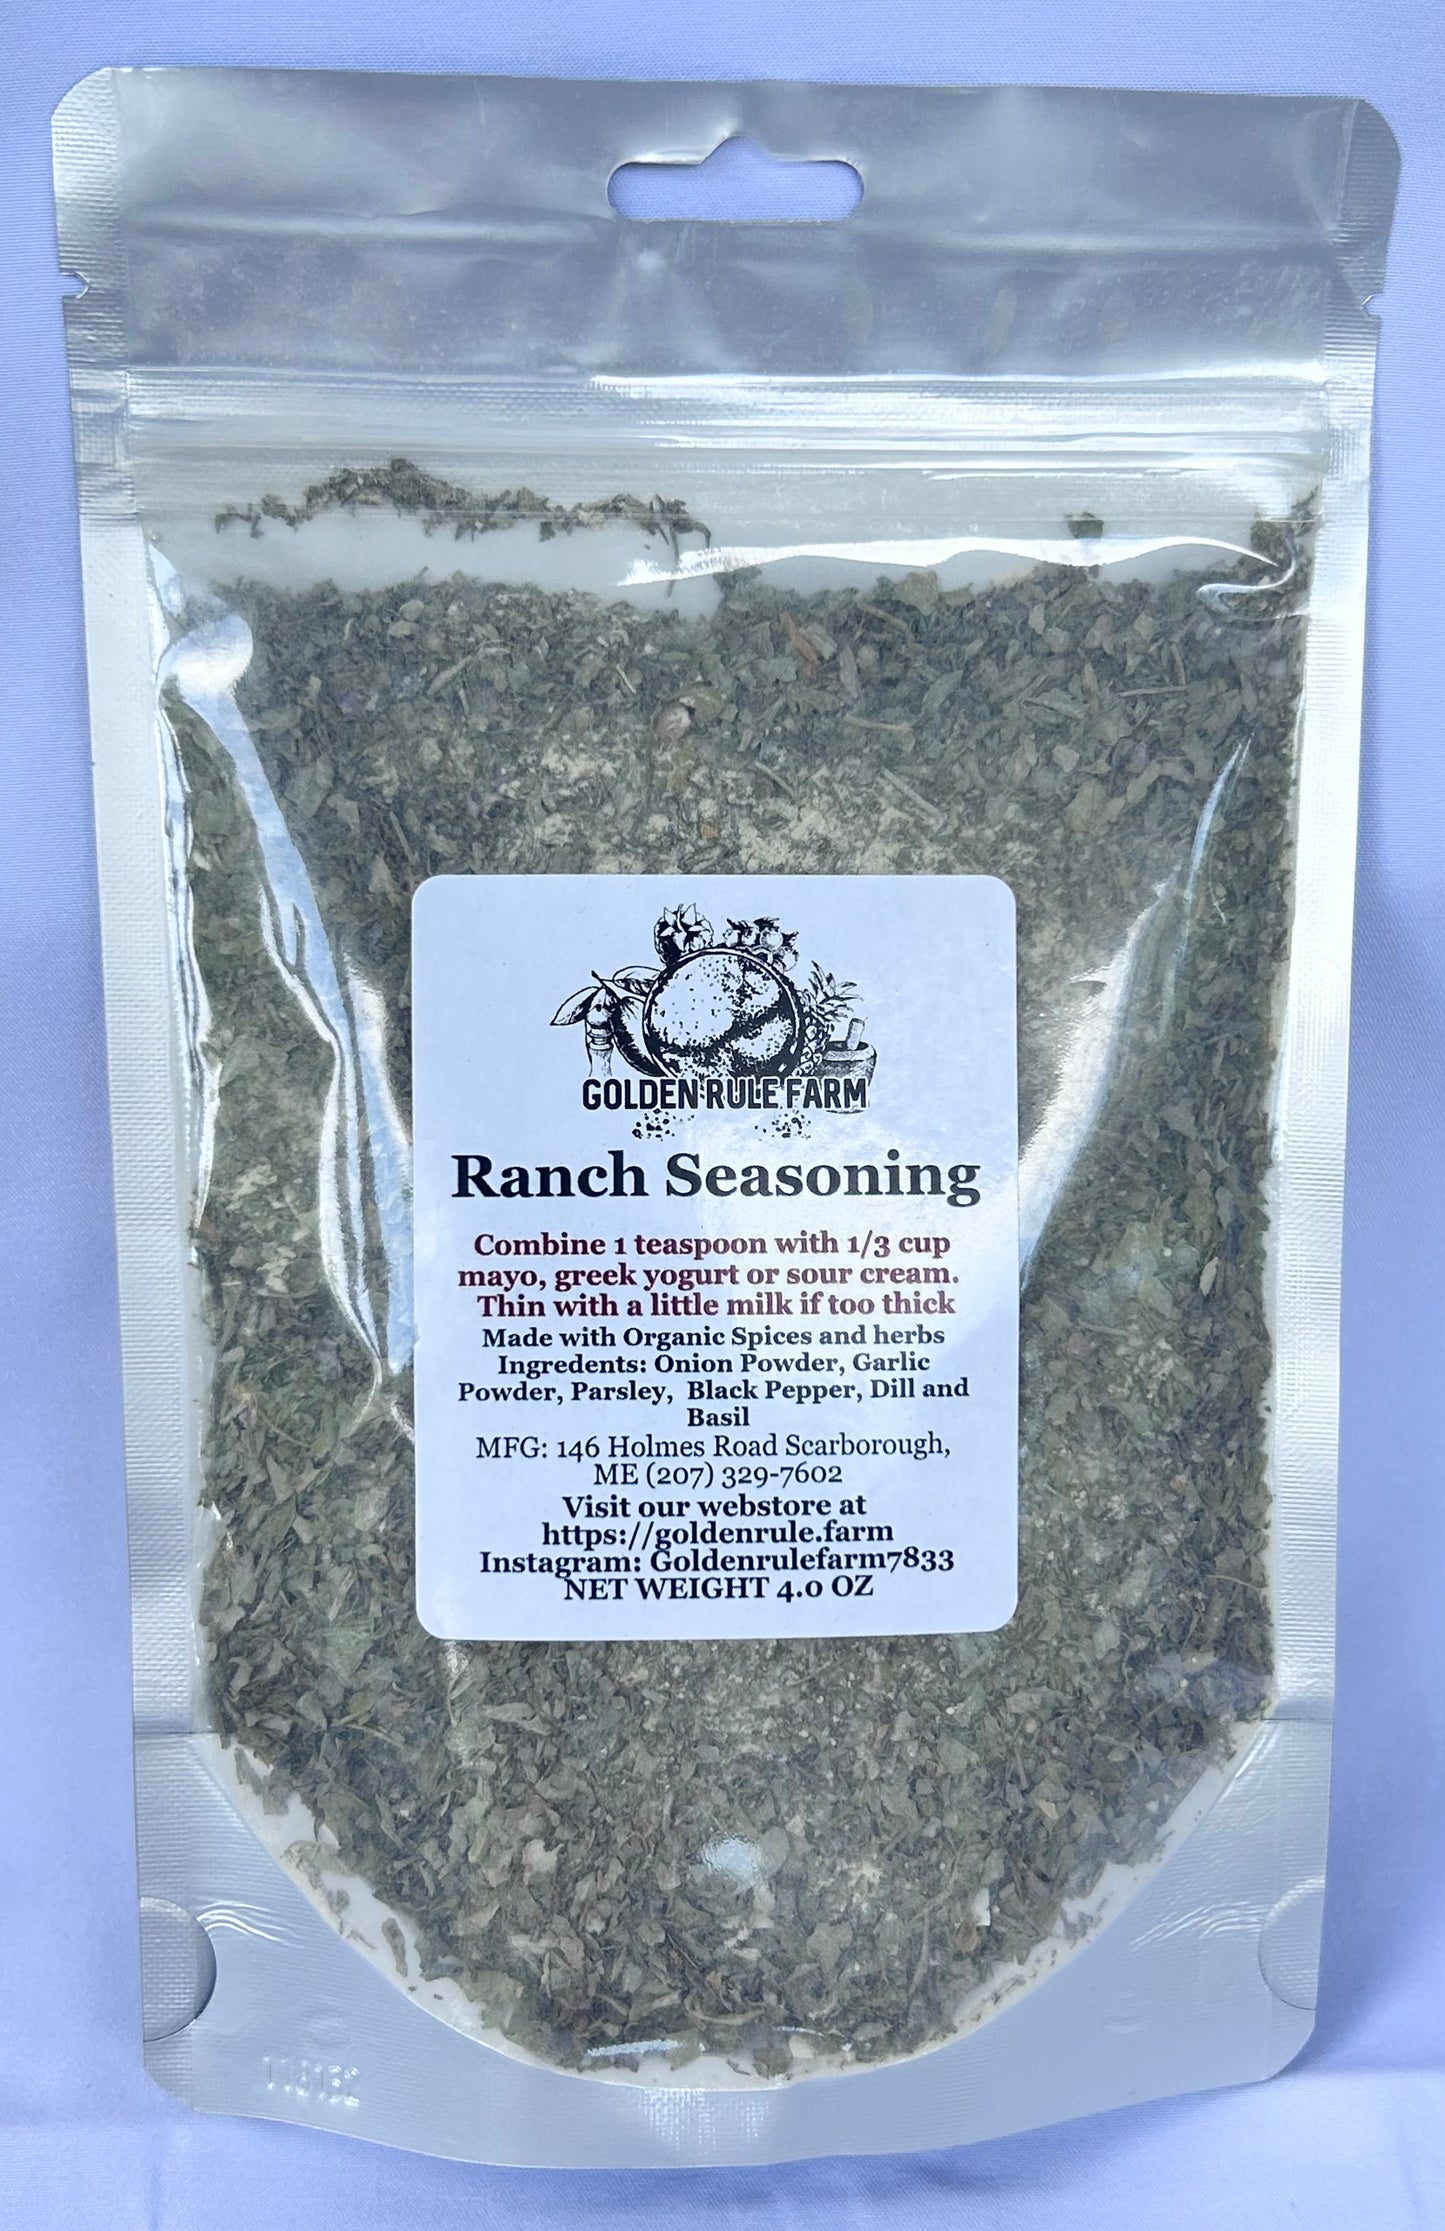 GOLDEN RULE FARM
Ranch Seasoning
Combine 1 teaspoon with 1/3 cup
mayo, greek yogurt or sour cream.
Thin with a little milk if too thick
Made with Organic Spices and herbs
Ingredents: Onion Powder, Garlic
Powder, Parsley, Black Pepper, Dill and
Basil
MFG: 146 Holmes Road Scarborough,
ME (207) 329-7602
Visit our webstore at
https://goldenrule.farm
Instagram: Goldenrulefarm7833
NET WEIGHT 4.0 OZ